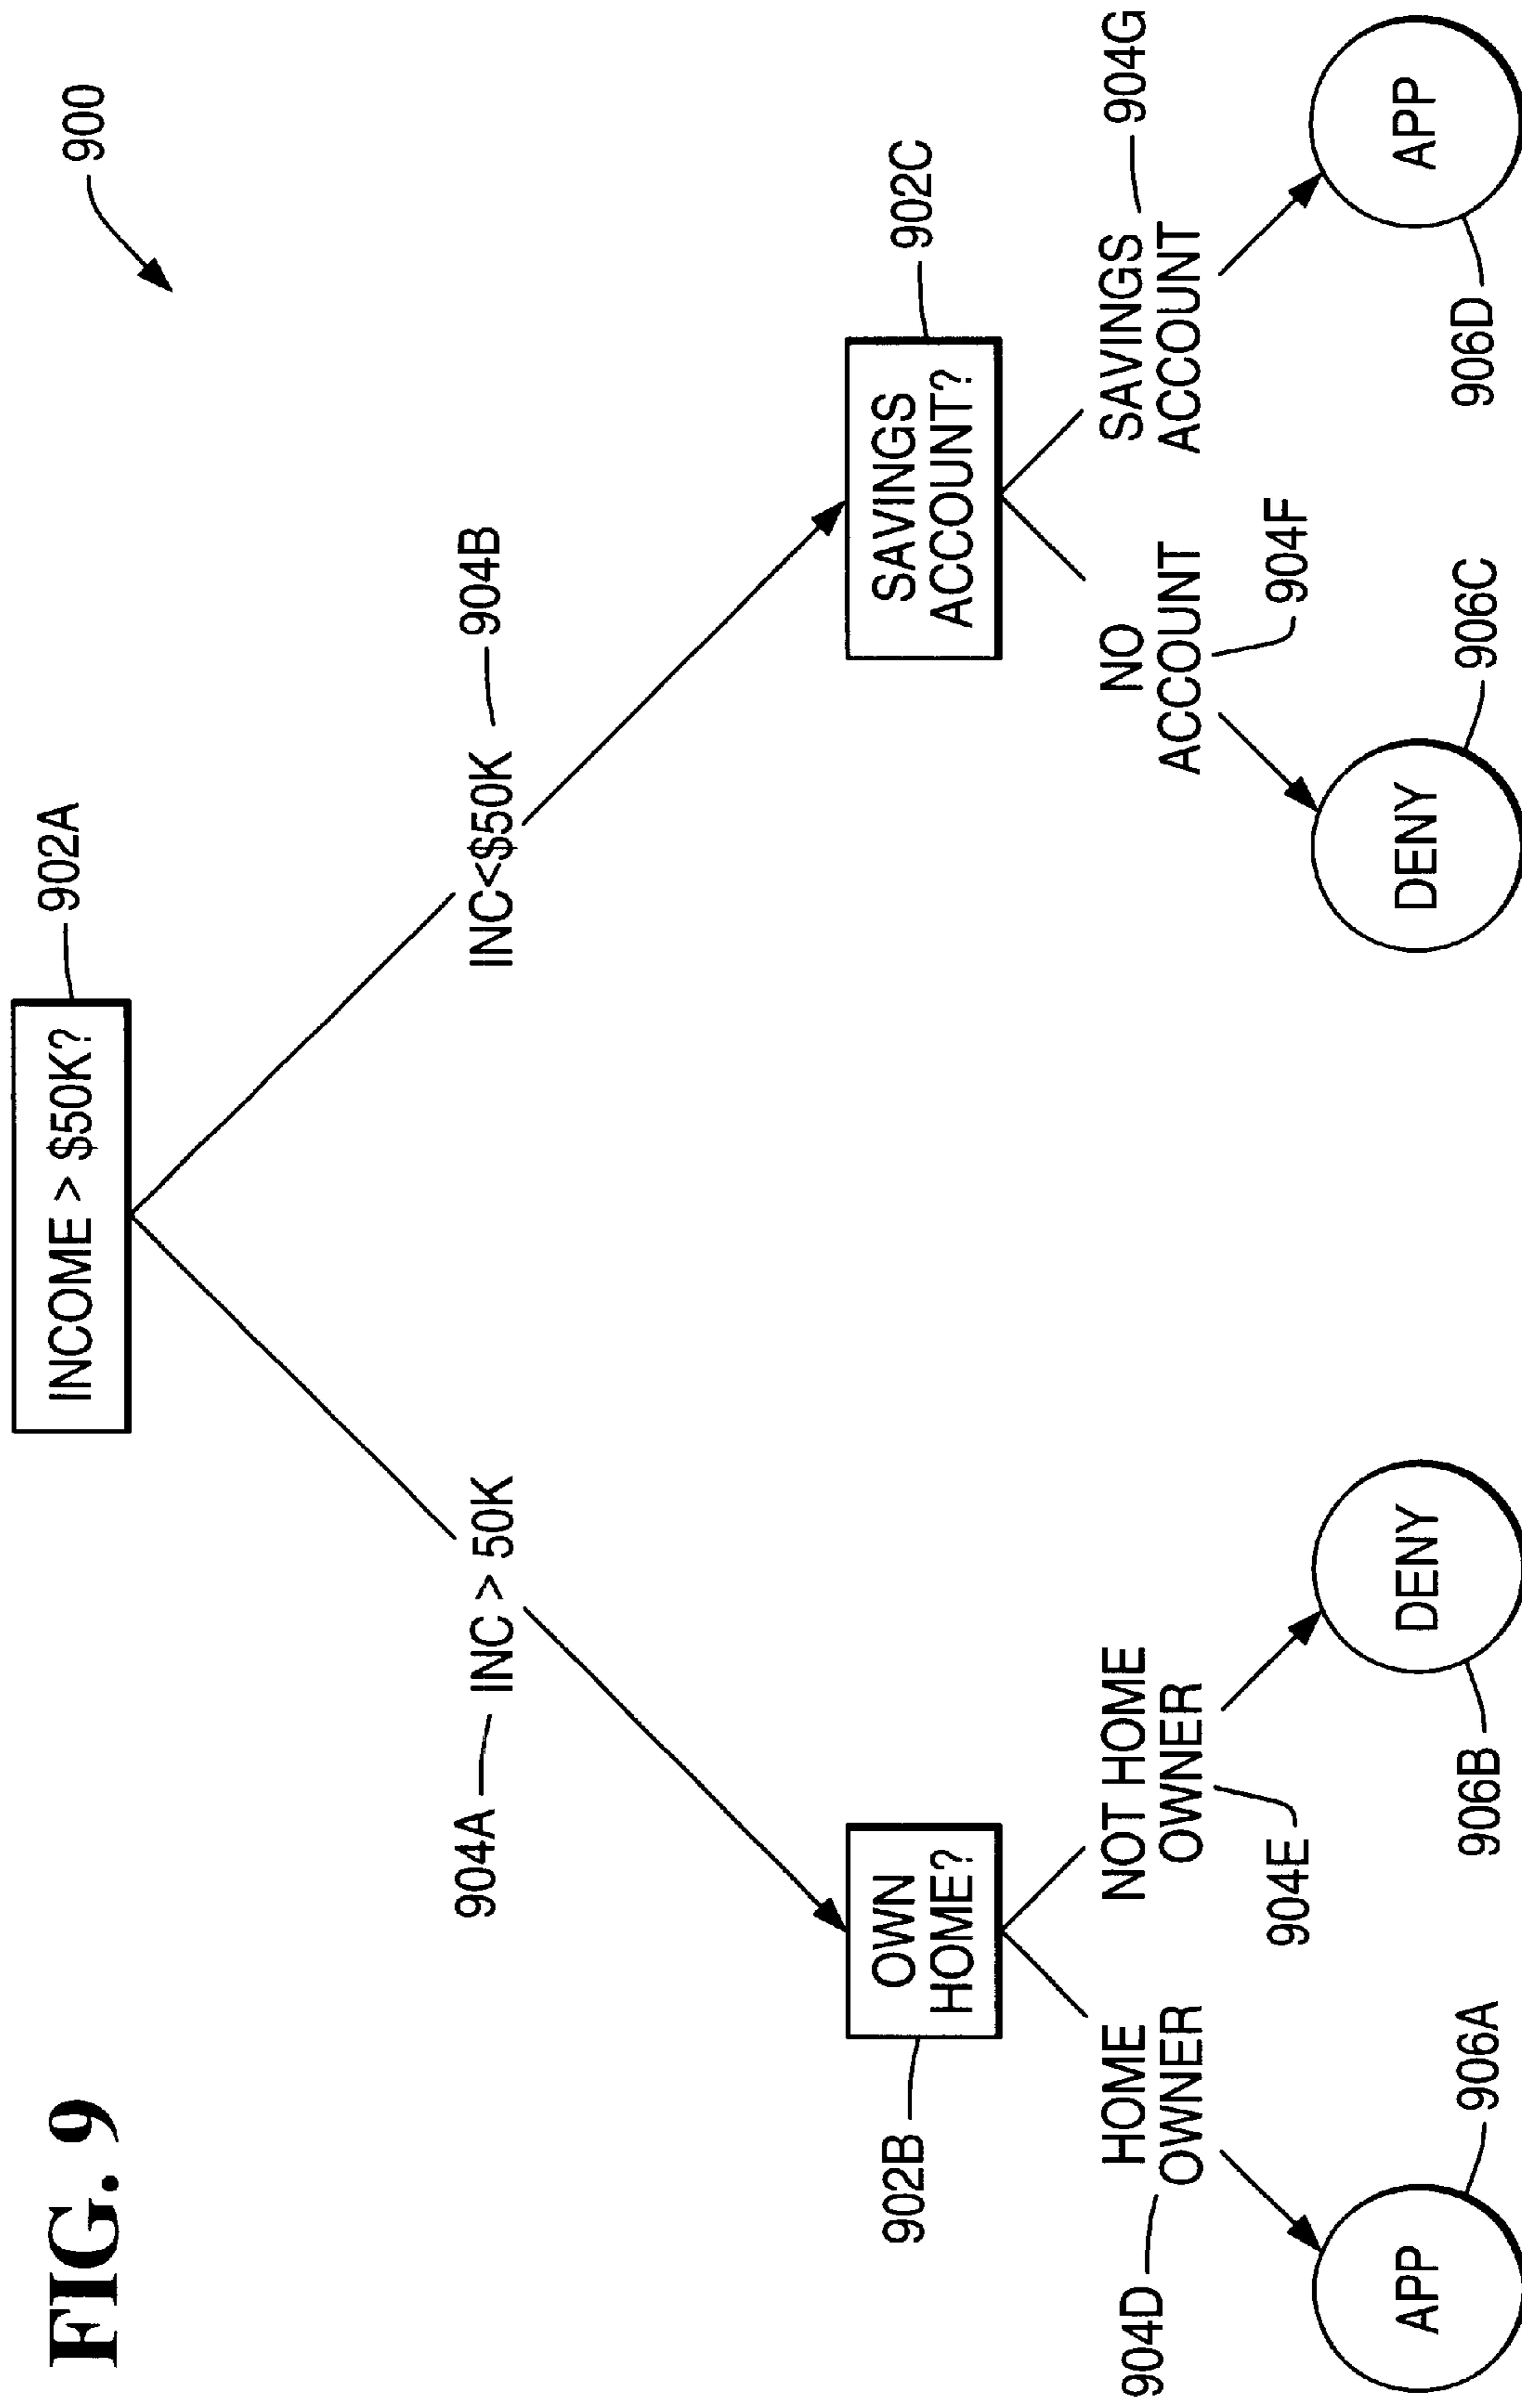 FIG. 9
900
INCOME > $50K?
902A
904A
INC > 50K
INC<$50K
904B
902B
OWN
HOME?
SAVINGS
ACCOUNT?
902C
904D
HOME
OWNER
NOT HOME
OWNER
904E
NO
ACCOUNT
904F
SAVINGS
ACCOUNT
904G
APP
906A
DENY
906B
DENY
906C
APP
906D